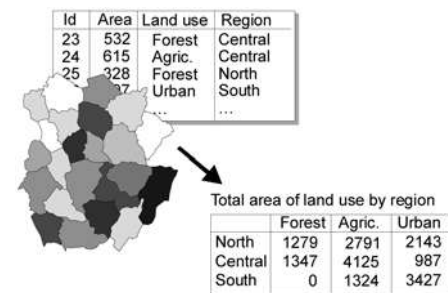 Id Area Land use Region
23 532 Forest Central
24 615 Agric. Central
25 328 Forest North
Urban South
...
Total area of land use by region
Forest Agric. Urban
North 1279 2791 2143
Central 1347 4125 987
South 0 1324 3427